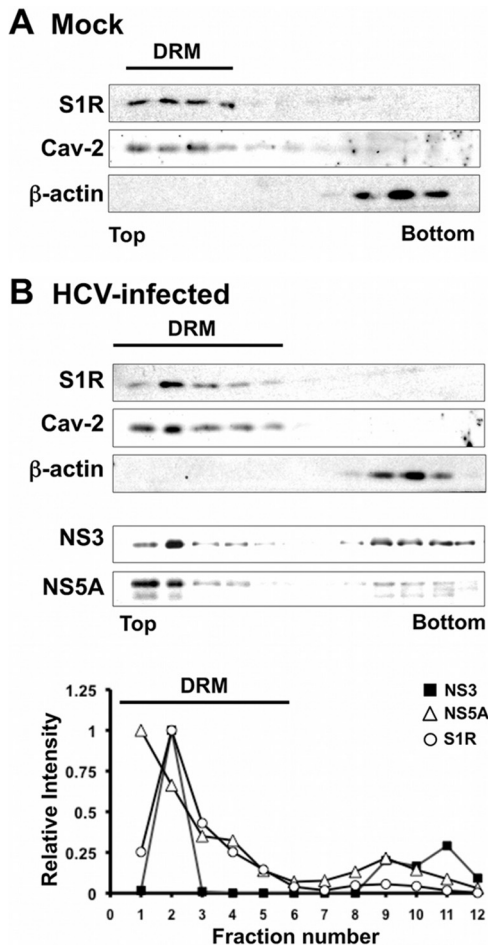 A Mock
DRM
S1R
Cav-2
β-actin
Top Bottom
B HCV-infected
DRM
S1R
Cav-2
β-actin
NS3
NS5A
Top Bottom
DRM
NS3
NS5A
S1R
Relative Intensity
1.25
1
0.75
0.5
0.25
0
0 1 2 3 4 5 6 7 8 9 10 11 12
Fraction number